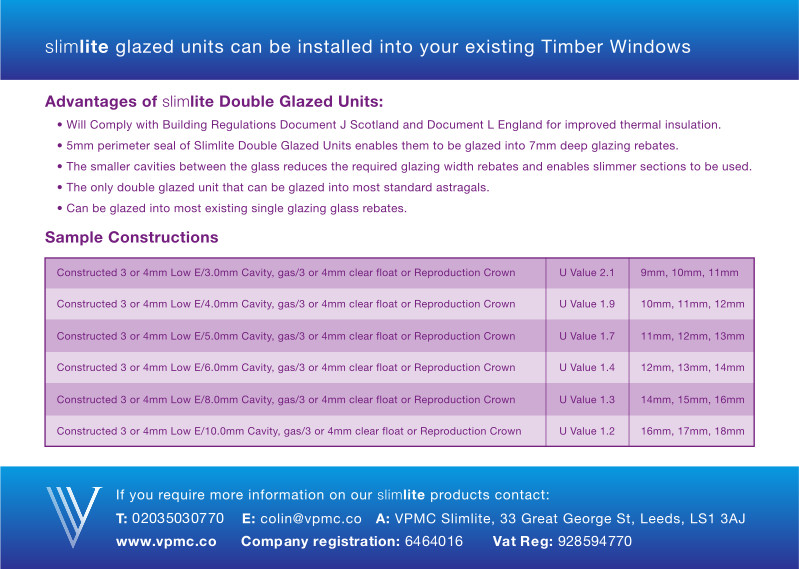 slimlite glazed units can be installed into your existing Timber Windows
Advantages of slimlite Double Glazed Units:
• Will Comply with Building Regulations Document J Scotland and Document L England for improved thermal insulation.
• 5mm perimeter seal of Slimlite Double Glazed Units enables them to be glazed into 7mm deep glazing rebates.
• The smaller cavities between the glass reduces the required glazing width rebates and enables slimmer sections to be used.
• The only double glazed unit that can be glazed into most standard astragals.
• Can be glazed into most existing single glazing glass rebates.
Sample Constructions
Constructed 3 or 4mm Low E/3.0mm Cavity, gas/3 or 4mm clear float or Reproduction Crown U Value 2.1 9mm, 10mm, 11mm
Constructed 3 or 4mm Low E/4.0mm Cavity, gas/3 or 4mm clear float or Reproduction Crown U Value 1.9 10mm, 11mm, 12mm
Constructed 3 or 4mm Low E/5.0mm Cavity, gas/3 or 4mm clear float or Reproduction Crown U Value 1.7 11mm, 12mm, 13mm
Constructed 3 or 4mm Low E/6.0mm Cavity, gas/3 or 4mm clear float or Reproduction Crown U Value 1.4 12mm, 13mm, 14mm
Constructed 3 or 4mm Low E/8.0mm Cavity, gas/3 or 4mm clear float or Reproduction Crown U Value 1.3 14mm, 15mm, 16mm
Constructed 3 or 4mm Low E/10.0mm Cavity, gas/3 or 4mm clear float or Reproduction Crown U Value 1.2 16mm, 17mm, 18mm
If you require more information on our slimlite products contact:
T: 02035030770 E: colin@vpmc.co A: VPMC Slimlite, 33 Great George St, Leeds, LS1 3AJ
www.vpmc.co Company registration: 6464016 Vat Reg: 928594770